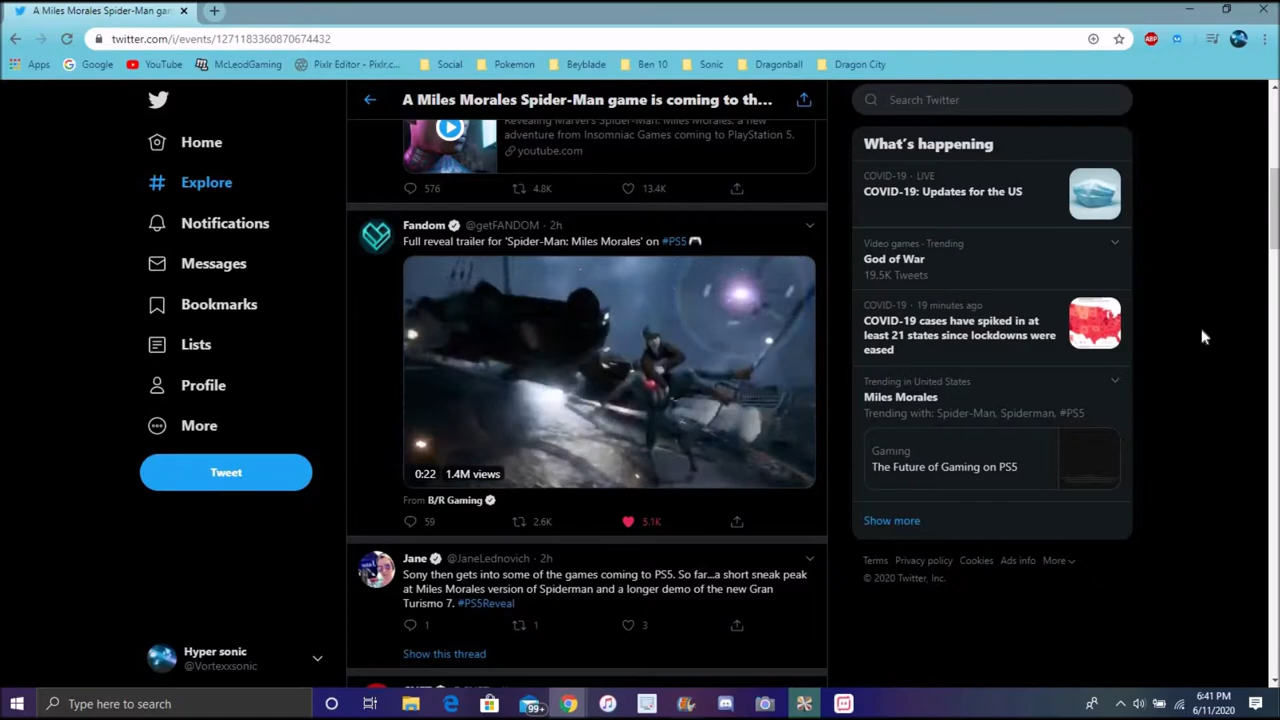 A Miles Morales Spider-Man gam
twitter.com/i/events/1271183360870674432
Apps
Google
YouTube
McLeodGaming
Pixlr Editor - Pixlr.c...
Social
Pokemon
Beyblade
Ben 10
Sonic
Dragonball
Dragon City
ABP
Home
Explore
Notifications
Messages
Bookmarks
Lists
Profile
More
Tweet
Hyper sonic
@Vortexxsonic
A Miles Morales Spider-Man game is coming to th...
Revealing Marvel's Spider-Man: Miles Morales, a new
adventure from Insomniac Games coming to PlayStation 5.
youtube.com
576 4.8K 13.4K
Fandom @getFANDOM · 2h
Full reveal trailer for 'Spider-Man: Miles Morales' on #PS5
0:22 1.4M views
From B/R Gaming
59 2.6K 5.1K
Jane @JaneLednovich · 2h
Sony then gets into some of the games coming to PS5. So far...a short sneak peak
at Miles Morales version of Spiderman and a longer demo of the new Gran
Turismo 7. #PS5Reveal
1 1 3
Show this thread
Search Twitter
What's happening
COVID-19 · LIVE
COVID-19: Updates for the US
Video games · Trending
God of War
19.5K Tweets
COVID-19 · 19 minutes ago
COVID-19 cases have spiked in at
least 21 states since lockdowns were
eased
Trending in United States
Miles Morales
Trending with: Spider-Man, Spiderman, #PS5
Gaming
The Future of Gaming on PS5
Show more
Terms Privacy policy Cookies Ads info More
© 2020 Twitter, Inc.
Type here to search
99+
6:41 PM
6/11/2020